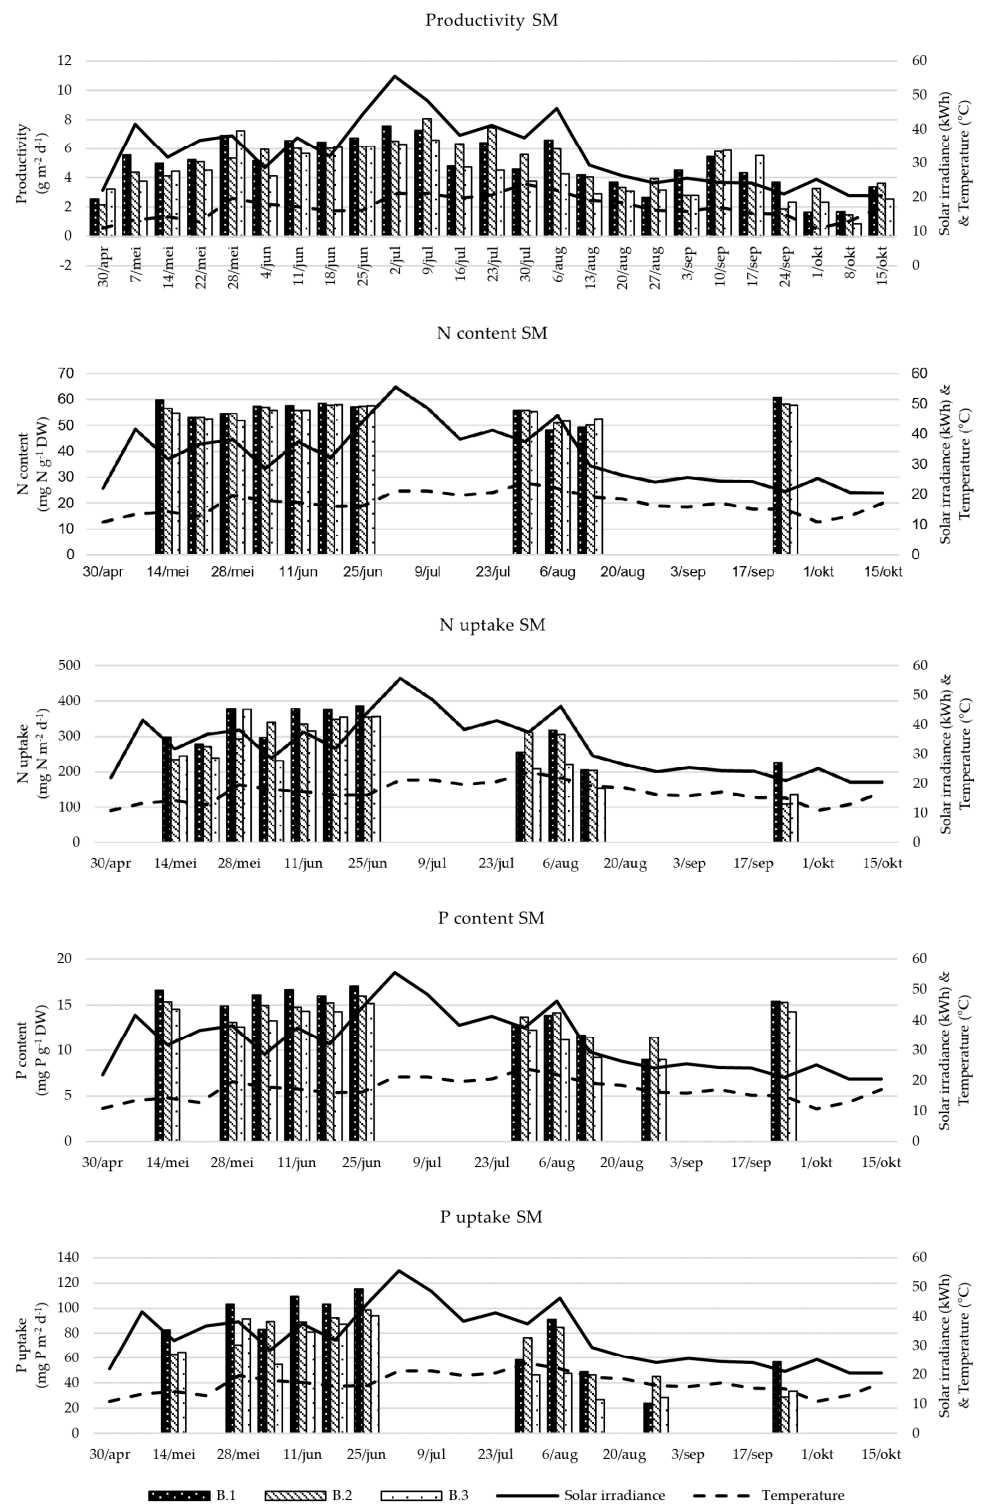 Productivity SM
12
10
8
6
4
2
0
-2
60
50
40
30
20
10
0
Productivity
(g m⁻² d⁻¹)
Solar irradiance (kWh)
& Temperature (°C)
30/apr
7/mei
14/mei
22/mei
28/mei
4/jun
11/jun
18/jun
25/jun
2/jul
9/jul
16/jul
23/jul
30/jul
6/aug
13/aug
20/aug
27/aug
3/sep
10/sep
17/sep
24/sep
1/okt
8/okt
15/okt
N content SM
70
60
50
40
30
20
10
0
60
50
40
30
20
10
0
N content
(mg N g⁻¹ DW)
Solar irradiance (kWh) &
Temperature (°C)
30/apr 14/mei 28/mei 11/jun 25/jun 9/jul 23/jul 6/aug 20/aug 3/sep 17/sep 1/okt 15/okt
N uptake SM
500
400
300
200
100
0
60
50
40
30
20
10
0
N uptake
(mg N m⁻² d⁻¹)
Solar irradiance (kWh) &
Temperature (°C)
30/apr 14/mei 28/mei 11/jun 25/jun 9/jul 23/jul 6/aug 20/aug 3/sep 17/sep 1/okt 15/okt
P content SM
20
15
10
5
0
60
50
40
30
20
10
0
P content
(mg P g⁻¹ DW)
Solar irradiance (kWh) &
Temperature (°C)
30/apr 14/mei 28/mei 11/jun 25/jun 9/jul 23/jul 6/aug 20/aug 3/sep 17/sep 1/okt 15/okt
P uptake SM
140
120
100
80
60
40
20
0
60
50
40
30
20
10
0
P uptake
(mg P m⁻² d⁻¹)
Solar irradiance (kWh)
& Temperature (°C)
30/apr 14/mei 28/mei 11/jun 25/jun 9/jul 23/jul 6/aug 20/aug 3/sep 17/sep 1/okt 15/okt
B.1 B.2 B.3 Solar irradiance Temperature